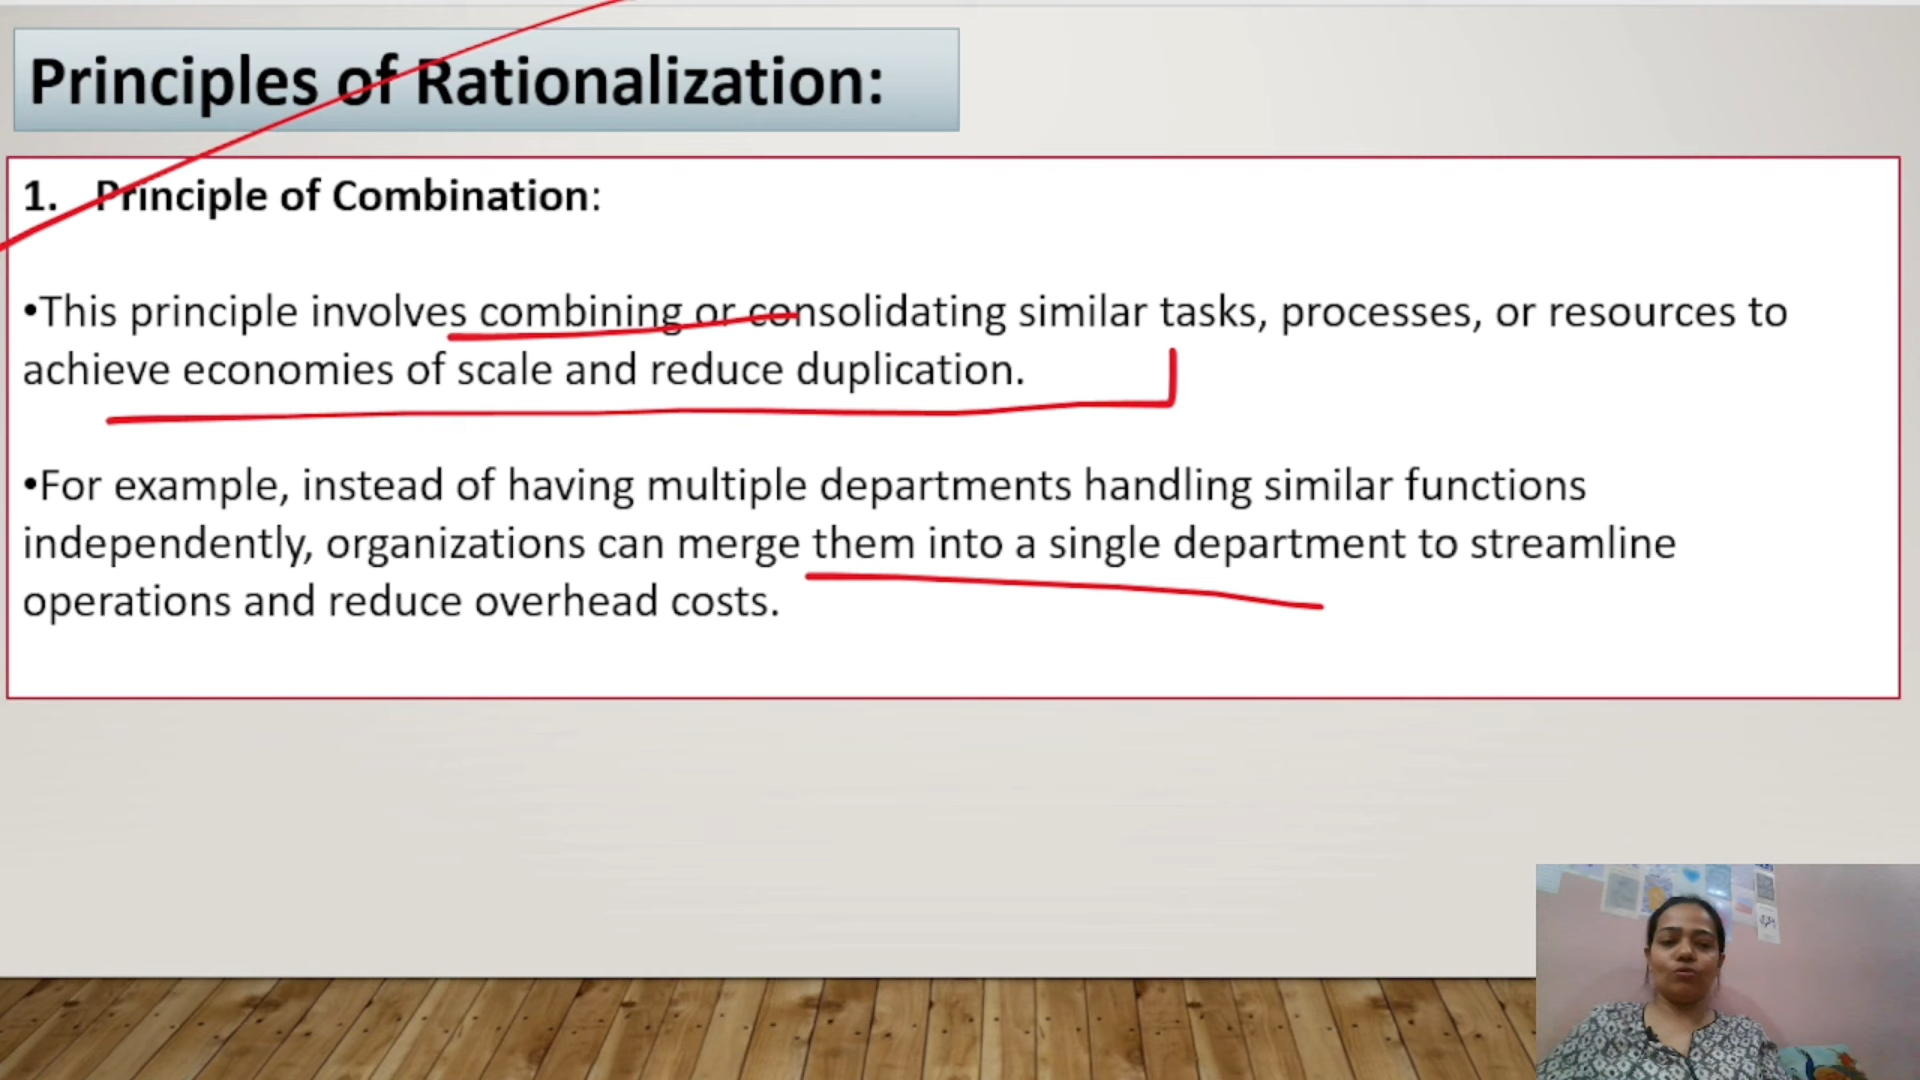 Principles of Rationalization:
1. Principle of Combination:
•This principle involves combining or consolidating similar tasks, processes, or resources to
achieve economies of scale and reduce duplication.
•For example, instead of having multiple departments handling similar functions
independently, organizations can merge them into a single department to streamline
operations and reduce overhead costs.